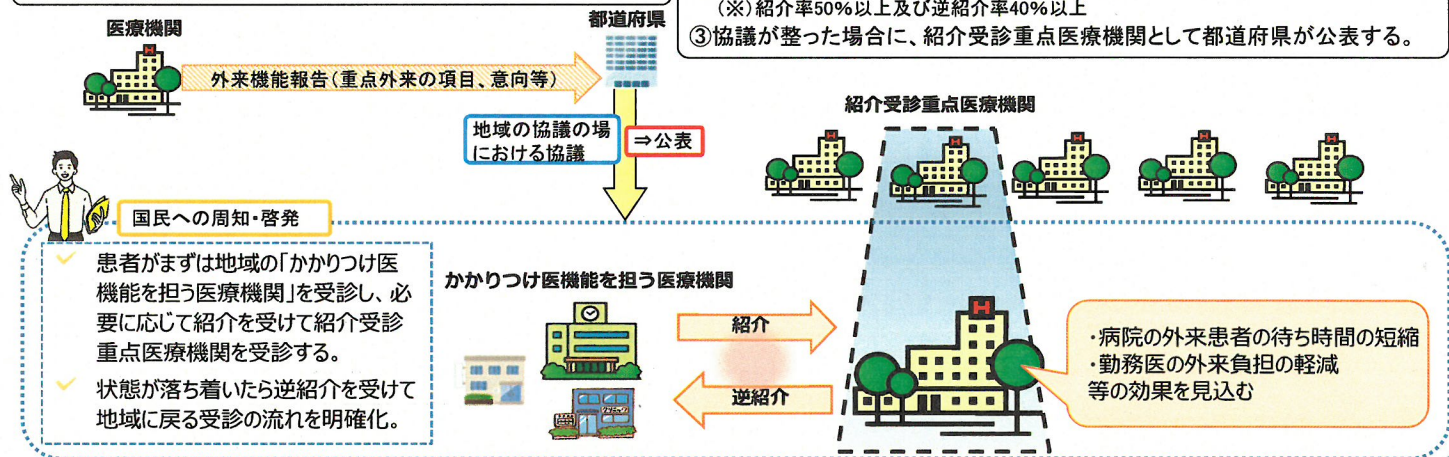 (※)紹介率50%以上及び逆紹介率40%以上
③協議が整った場合に、紹介受診重点医療機関として都道府県が公表する。
医療機関
都道府県
外来機能報告(重点外来の項目、意向等)
地域の協議の場
における協議
⇒公表
紹介受診重点医療機関
国民への周知・啓発
患者がまずは地域の「かかりつけ医
機能を担う医療機関」を受診し、必
要に応じて紹介を受けて紹介受診
重点医療機関を受診する。
状態が落ち着いたら逆紹介を受けて
地域に戻る受診の流れを明確化。
かかりつけ医機能を担う医療機関
紹介
逆紹介
・病院の外来患者の待ち時間の短縮
・勤務医の外来負担の軽減
等の効果を見込む
H
H
H
H
H
H
H